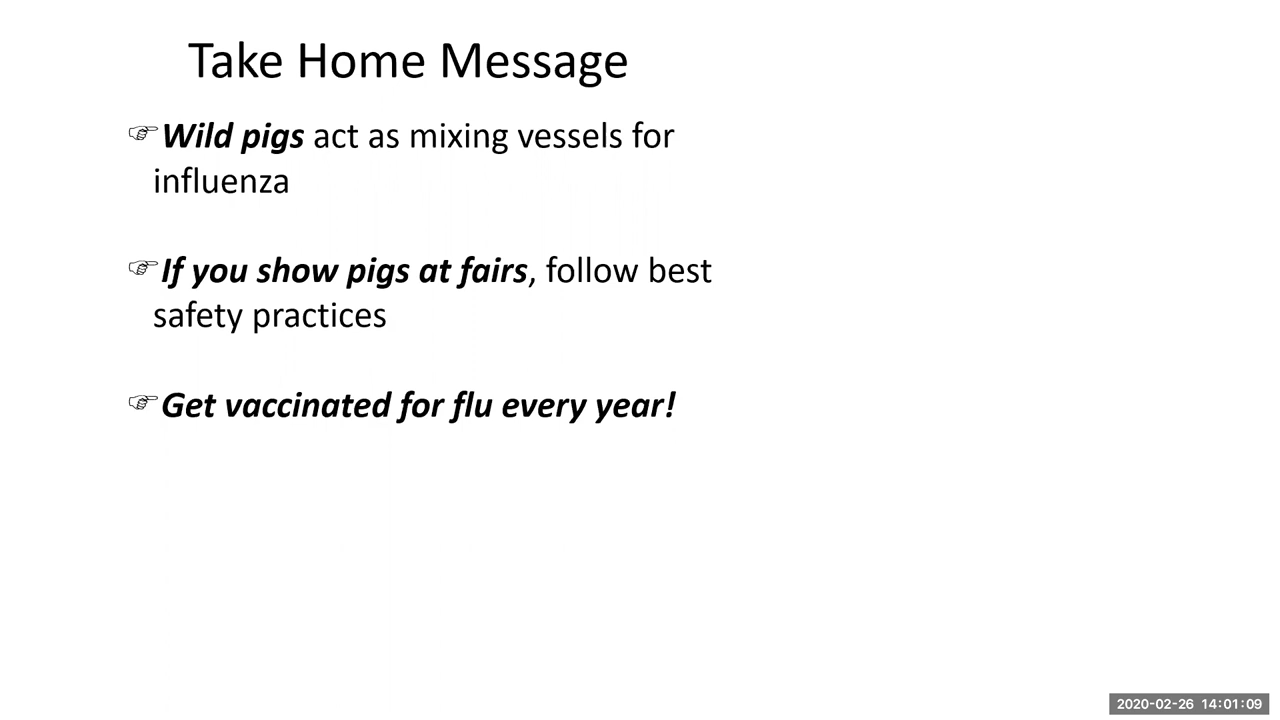 Take Home Message
☞Wild pigs act as mixing vessels for
influenza
☞If you show pigs at fairs, follow best
safety practices
☞Get vaccinated for flu every year!
2020-02-26 14:01:09